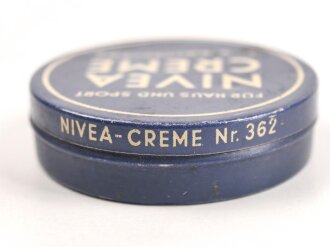 NIVEA
CREME
FÜR HAUS UND SPORT
NIVEA-CREME Nr. 362